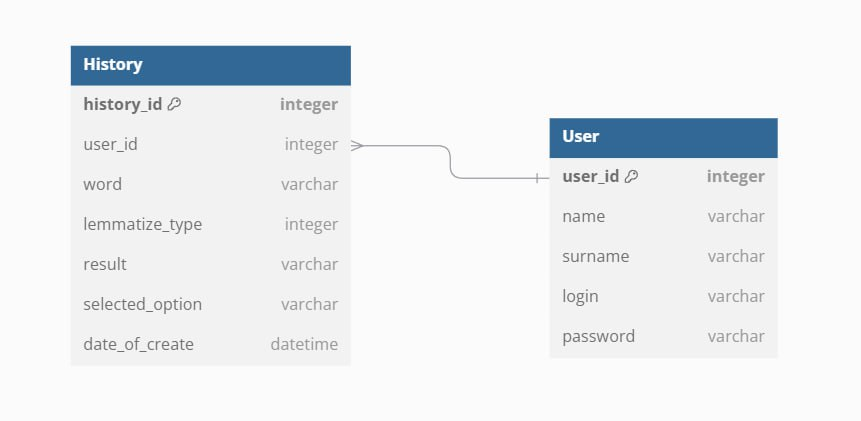 History
history_id integer
user_id integer
word varchar
lemmatize_type integer
result varchar
selected_option varchar
date_of_create datetime
User
user_id integer
name varchar
surname varchar
login varchar
password varchar